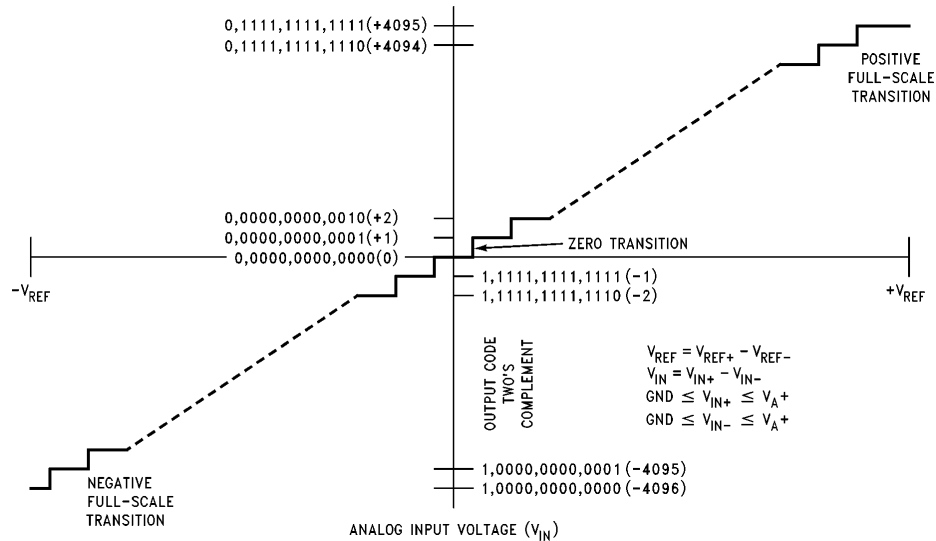 0,1111,1111,1111(+4095)
0,1111,1111,1110(+4094)
POSITIVE
FULL-SCALE
TRANSITION
0,0000,0000,0010(+2)
0,0000,0000,0001(+1)
ZERO TRANSITION
0,0000,0000,0000(0)
1,1111,1111,1111(-1)
-VREF
+VREF
1,1111,1111,1110(-2)
OUTPUT CODE
TWO'S
COMPLEMENT
VREF = VREF+ - VREF-
VIN = VIN+ - VIN-
GND ≤ VIN+ ≤ VA+
GND ≤ VIN- ≤ VA+
1,0000,0000,0001(-4095)
1,0000,0000,0000(-4096)
NEGATIVE
FULL-SCALE
TRANSITION
ANALOG INPUT VOLTAGE (VIN)